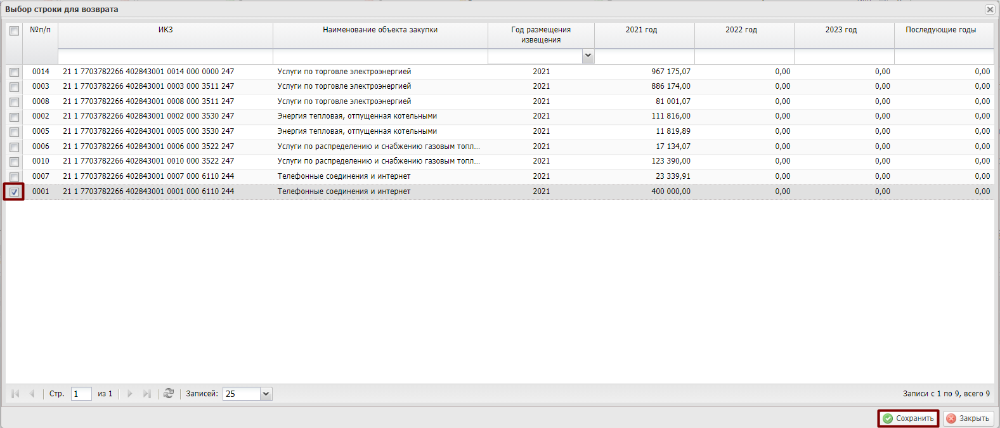 Выбор строки для возврата
№п/п ИКЗ Наименование объекта закупки Год размещения извещения 2021 год 2022 год 2023 год Последующие годы
0014 21 1 7703782266 402843001 0014 000 0000 247 Услуги по торговле электроэнергией 2021 967 175,07 0,00 0,00 0,00
0003 21 1 7703782266 402843001 0003 000 3511 247 Услуги по торговле электроэнергией 2021 886 174,00 0,00 0,00 0,00
0008 21 1 7703782266 402843001 0008 000 3511 247 Услуги по торговле электроэнергией 2021 81 001,07 0,00 0,00 0,00
0002 21 1 7703782266 402843001 0002 000 3530 247 Энергия тепловая, отпущенная котельными 2021 111 816,00 0,00 0,00 0,00
0005 21 1 7703782266 402843001 0005 000 3530 247 Энергия тепловая, отпущенная котельными 2021 11 819,89 0,00 0,00 0,00
0006 21 1 7703782266 402843001 0006 000 3522 247 Услуги по распределению и снабжению газовым топл... 2021 17 134,07 0,00 0,00 0,00
0010 21 1 7703782266 402843001 0010 000 3522 247 Услуги по распределению и снабжению газовым топл... 2021 123 390,00 0,00 0,00 0,00
0007 21 1 7703782266 402843001 0007 000 6110 244 Телефонные соединения и интернет 2021 23 339,91 0,00 0,00 0,00
0001 21 1 7703782266 402843001 0001 000 6110 244 Телефонные соединения и интернет 2021 400 000,00 0,00 0,00 0,00
Стр. 1 из 1 Записей: 25 Записи с 1 по 9, всего 9
Сохранить Закрыть